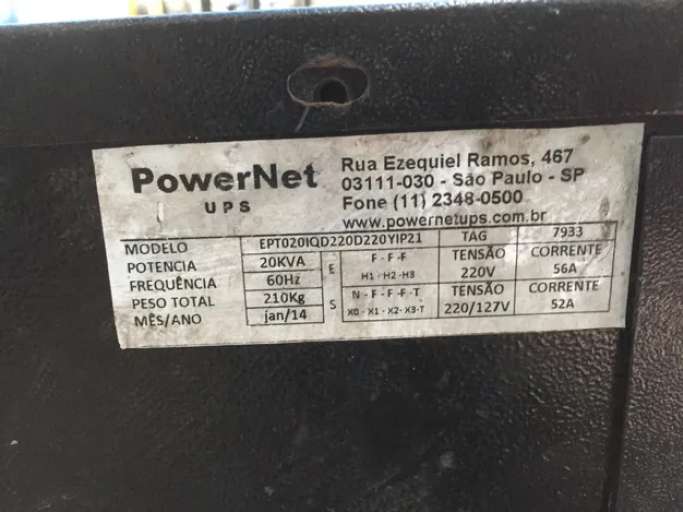 PowerNet
UPS
Rua Ezequiel Ramos, 467
03111-030 - São Paulo - SP
Fone (11) 2348-0500
www.powernetups.com.br
MODELO EPT020IQD220D220YIP21 TAG 7933
POTENCIA 20KVA E F - F - F TENSÃO CORRENTE
FREQUÊNCIA 60Hz H1 - H2 - H3 220V 56A
PESO TOTAL 210Kg S N - F - F - F - T TENSÃO CORRENTE
MÊS/ANO jan/14 X0 - X1 - X2 - X3 - T 220/127V 52A